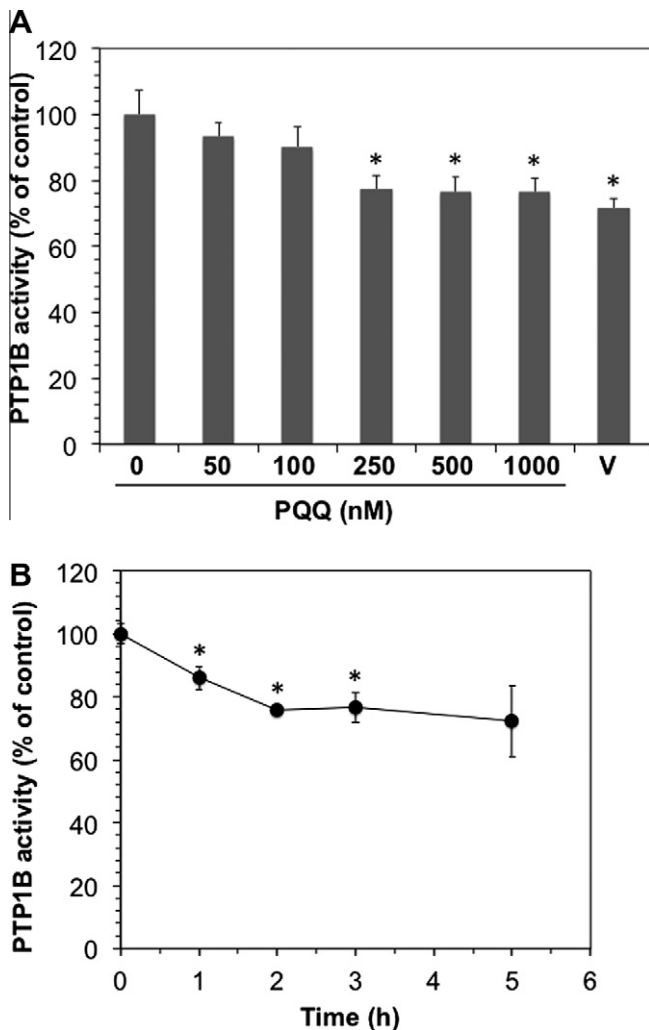 A
120
100
80
60
40
20
0
PTP1B activity (% of control)
* * * *
0 50 100 250 500 1000 V
PQQ (nM)
B
120
100
80
60
40
20
0
PTP1B activity (% of control)
* * *
0 1 2 3 4 5 6
Time (h)